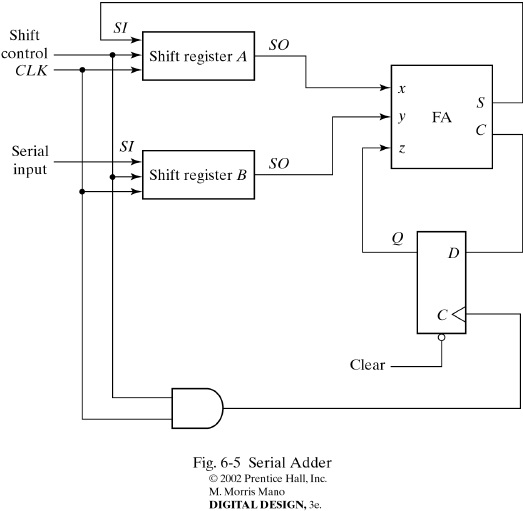 SI
Shift
control
CLK
Shift register A
SO
x
y
z
FA
S
C
Serial
input
SI
Shift register B
SO
Q
D
C
Clear
Fig. 6-5 Serial Adder
© 2002 Prentice Hall, Inc.
M. Morris Mano
DIGITAL DESIGN, 3e.